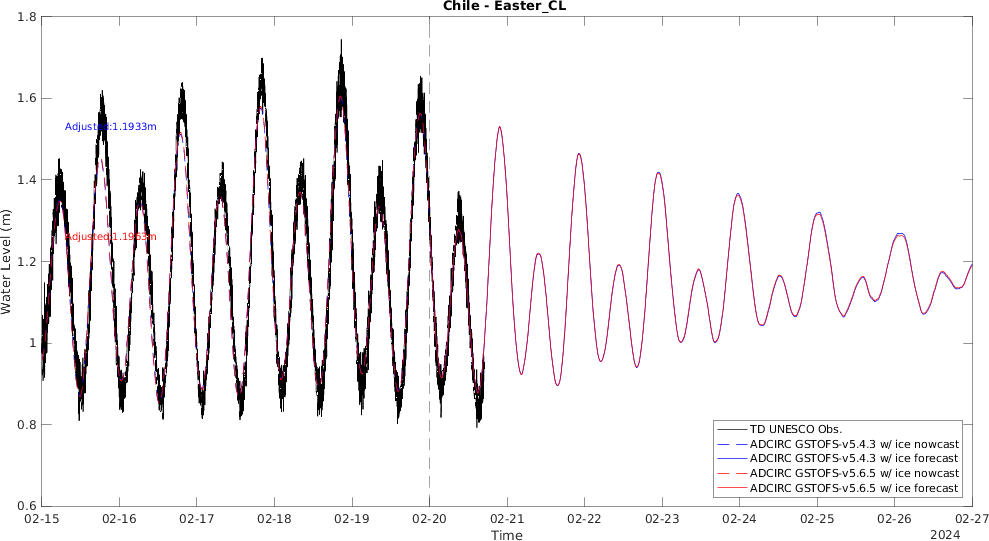 Chile - Easter_CL
1.8
1.6
1.4
1.2
1
0.8
0.6
Water Level (m)
Adjusted:1.1933m
Adjusted:1.1963m
TD UNESCO Obs.
ADCIRC GSTOFS-v5.4.3 w/ ice nowcast
ADCIRC GSTOFS-v5.4.3 w/ ice forecast
ADCIRC GSTOFS-v5.6.5 w/ ice nowcast
ADCIRC GSTOFS-v5.6.5 w/ ice forecast
02-15 02-16 02-17 02-18 02-19 02-20 02-21 02-22 02-23 02-24 02-25 02-26 02-27
Time
2024